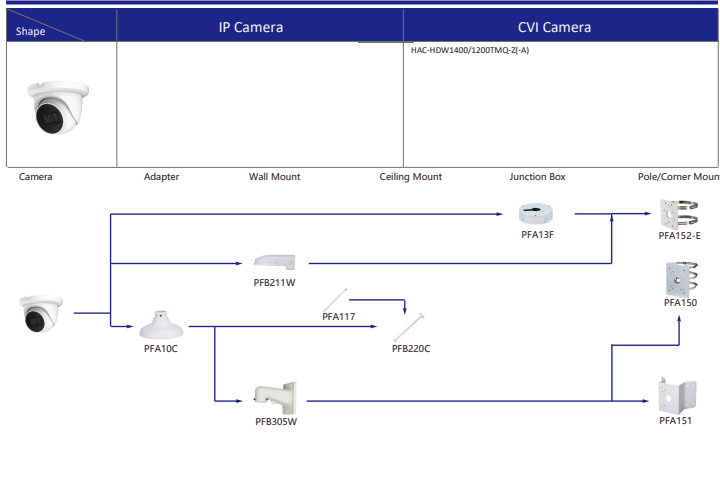 Shape
IP Camera
CVI Camera
HAC-HDW1400/1200TMQ-Z(-A)
Camera
Adapter
Wall Mount
Ceiling Mount
Junction Box
Pole/Corner Moun
PFA13F
PFA152-E
PFB211W
PFA150
PFA117
PFA10C
PFB220C
PFB305W
PFA151